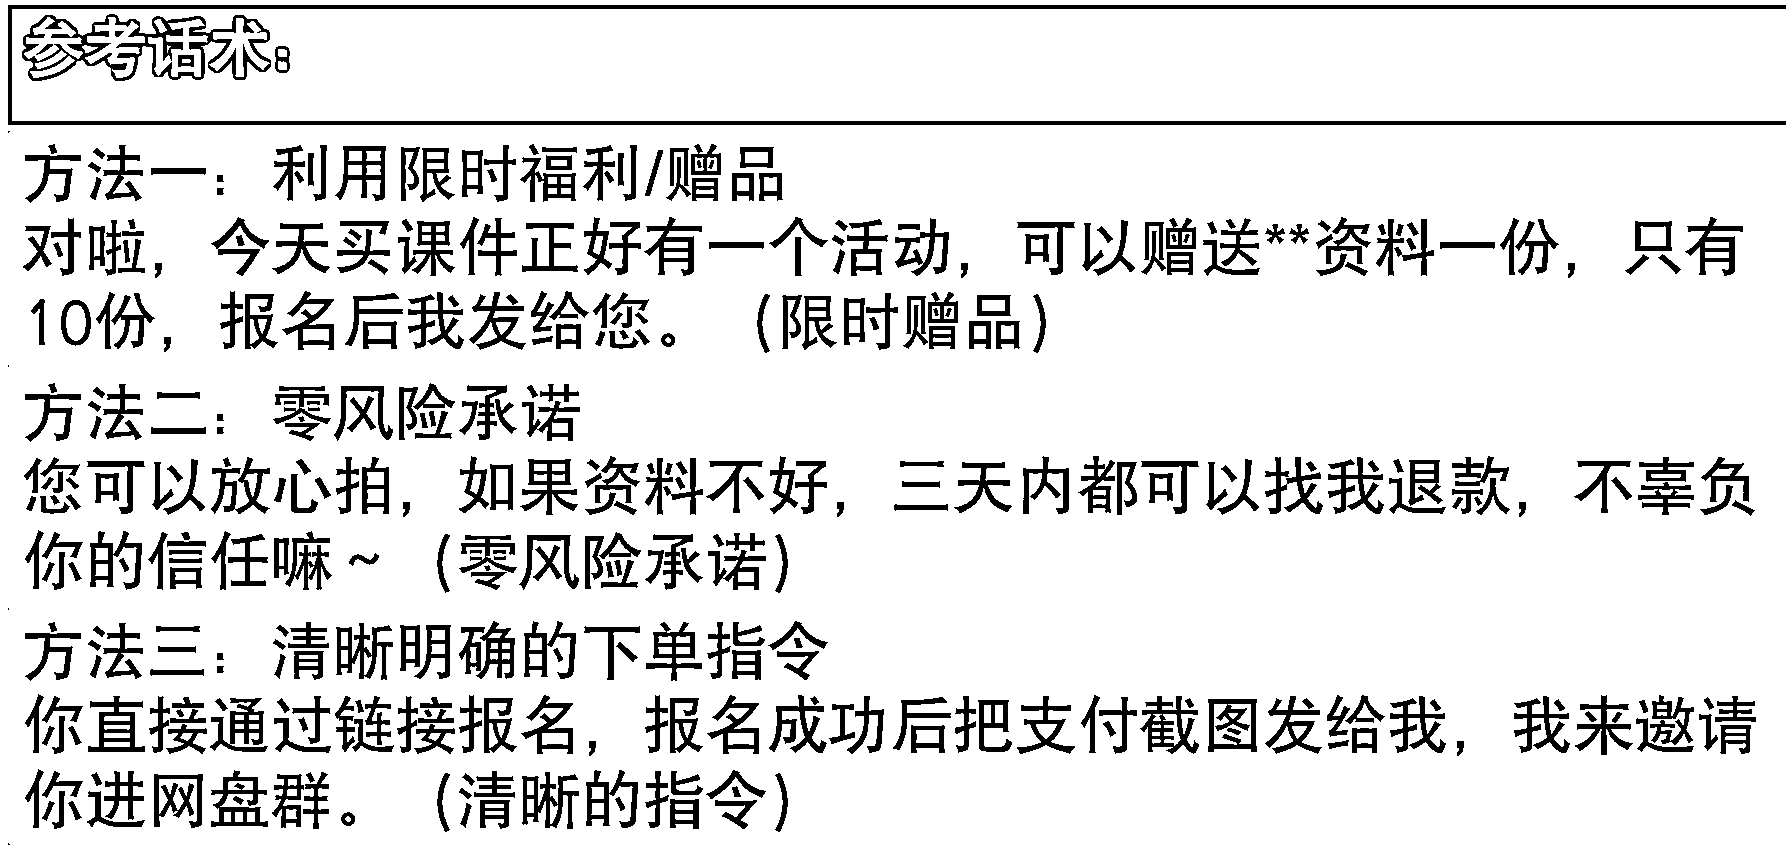 参考话术：
方法一：利用限时福利/赠品
对啦，今天买课件正好有一个活动，可以赠送**资料一份，只有
10份，报名后我发给您。（限时赠品）
方法二：零风险承诺
您可以放心拍，如果资料不好，三天内都可以找我退款，不辜负
你的信任嘛~（零风险承诺）
方法三：清晰明确的下单指令
你直接通过链接报名，报名成功后把支付截图发给我，我来邀请
你进网盘群。（清晰的指令）